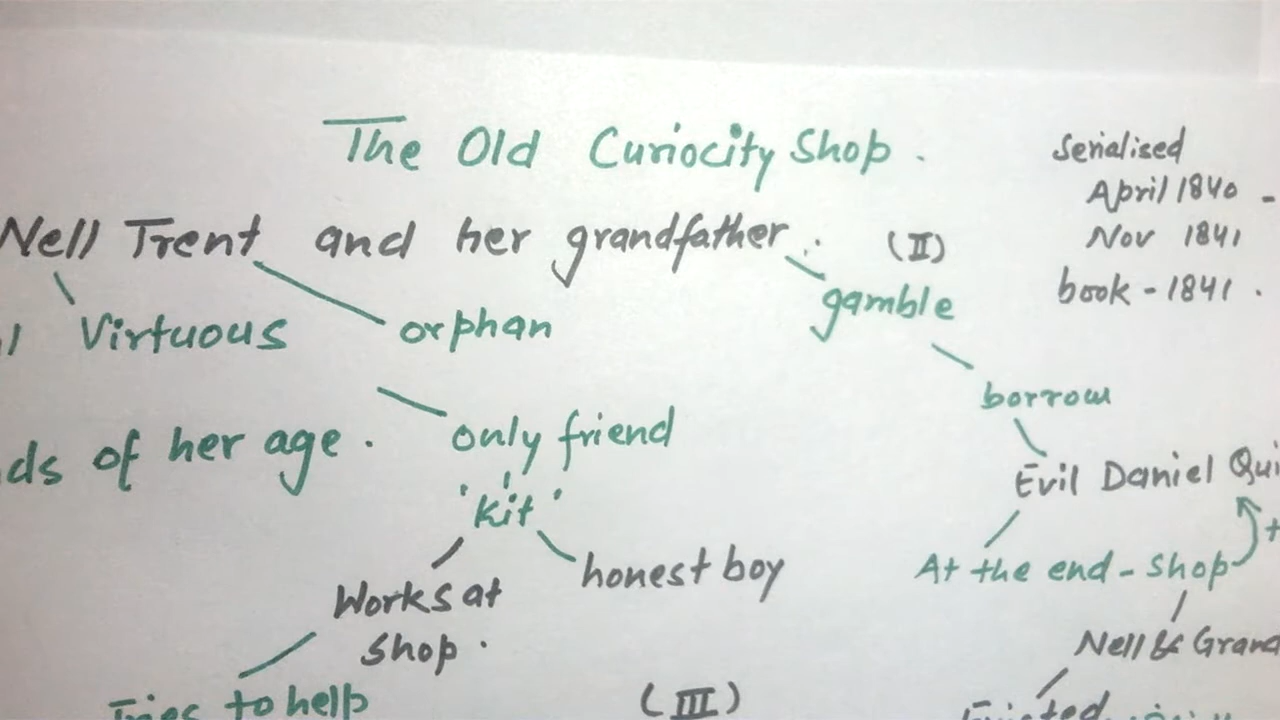 The Old Curiocity Shop .
Serialised
April 1840 -
Nov 1841
book - 1841 .
Nell Trent and her grandfather .
(II)
gamble
Virtuous
orphan
borrow
of her age .
only friend
'Kit'
Evil Daniel
honest boy
At the end - Shop
Works at
Shop .
Nell &
Tries to help
(III)